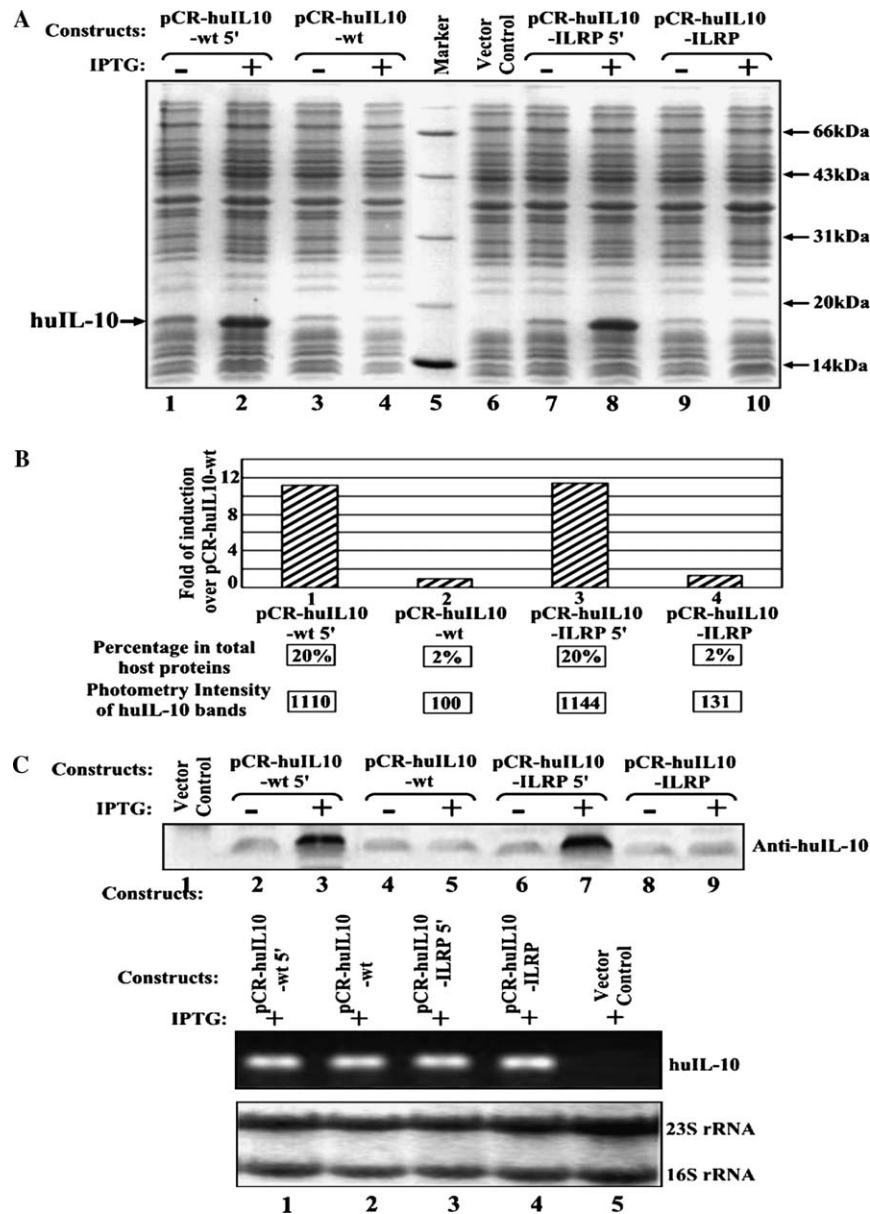 A
Constructs:
pCR-huIL10
-wt 5'
pCR-huIL10
-wt
Marker
Vector
Control
pCR-huIL10
-ILRP 5'
pCR-huIL10
-ILRP
IPTG: - + - + - + - +
66kDa
43kDa
31kDa
20kDa
14kDa
huIL-10
1 2 3 4 5 6 7 8 9 10
B
Fold of induction
over pCR-huIL10-wt
12
8
4
0
1 2 3 4
pCR-huIL10
-wt 5'
pCR-huIL10
-wt
pCR-huIL10
-ILRP 5'
pCR-huIL10
-ILRP
Percentage in total
host proteins
20% 2% 20% 2%
Photometry Intensity
of huIL-10 bands
1110 100 1144 131
C
Constructs:
Vector
Control
pCR-huIL10
-wt 5'
pCR-huIL10
-wt
pCR-huIL10
-ILRP 5'
pCR-huIL10
-ILRP
IPTG: - + - + - + - +
Anti-huIL-10
1 2 3 4 5 6 7 8 9
Constructs:
Constructs:
pCR-huIL10
-wt 5'
pCR-huIL10
-wt
pCR-huIL10
-ILRP 5'
pCR-huIL10
-ILRP
Vector
Control
IPTG: + + + + +
huIL-10
23S rRNA
16S rRNA
1 2 3 4 5